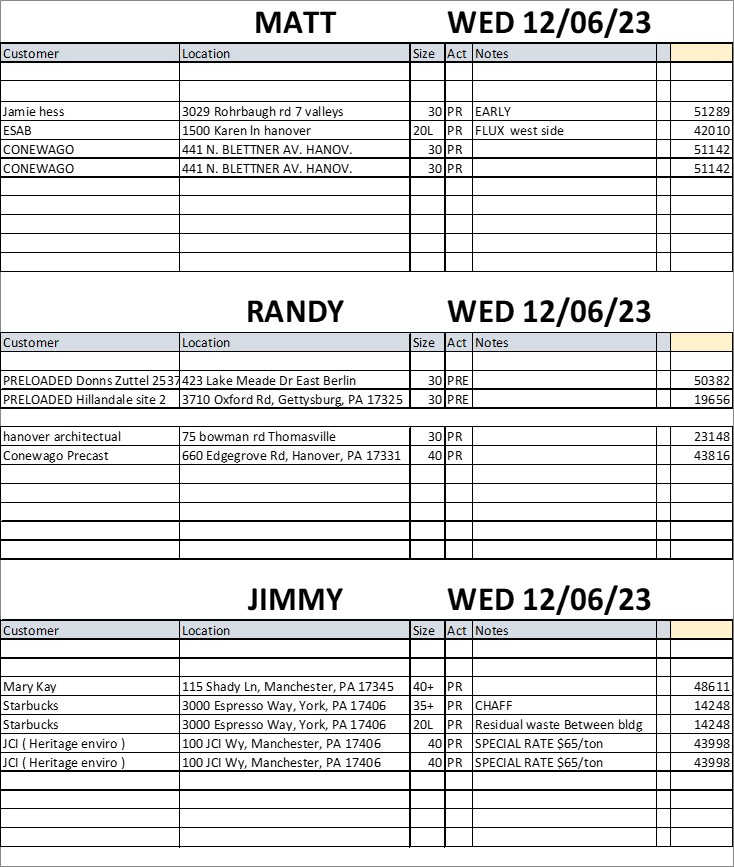 MATT WED 12/06/23
Customer Location Size Act Notes
Jamie hess 3029 Rohrbaugh rd 7 valleys 30 PR EARLY 51289
ESAB 1500 Karen ln hanover 20L PR FLUX west side 42010
CONEWAGO 441 N. BLETTNER AV. HANOV. 30 PR 51142
CONEWAGO 441 N. BLETTNER AV. HANOV. 30 PR 51142
RANDY WED 12/06/23
Customer Location Size Act Notes
PRELOADED Donns Zuttel 2537 423 Lake Meade Dr East Berlin 30 PRE 50382
PRELOADED Hillandale site 2 3710 Oxford Rd, Gettysburg, PA 17325 30 PRE 19656
hanover architectual 75 bowman rd Thomasville 30 PR 23148
Conewago Precast 660 Edgegrove Rd, Hanover, PA 17331 40 PR 43816
JIMMY WED 12/06/23
Customer Location Size Act Notes
Mary Kay 115 Shady Ln, Manchester, PA 17345 40+ PR 48611
Starbucks 3000 Espresso Way, York, PA 17406 35+ PR CHAFF 14248
Starbucks 3000 Espresso Way, York, PA 17406 20L PR Residual waste Between bldg 14248
JCI ( Heritage enviro ) 100 JCI Wy, Manchester, PA 17406 40 PR SPECIAL RATE $65/ton 43998
JCI ( Heritage enviro ) 100 JCI Wy, Manchester, PA 17406 40 PR SPECIAL RATE $65/ton 43998